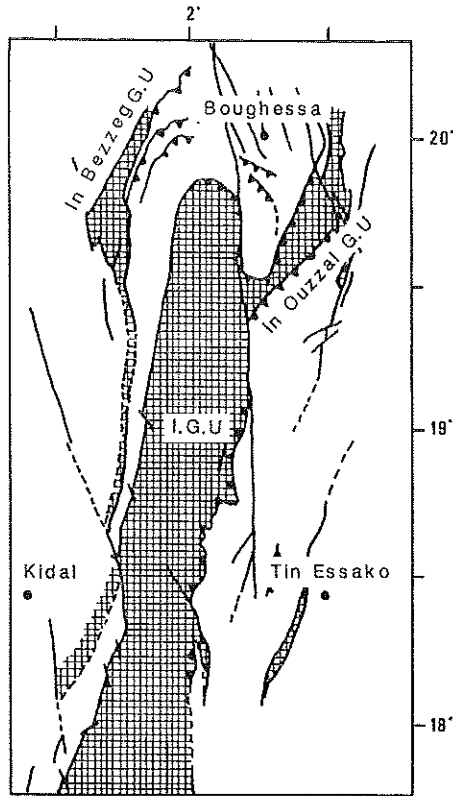 2'
Boughessa
In Bezzeg G.U
20°
In Ouzzal G.U
I.G.U
19°
Kidal
Tin Essako
18°